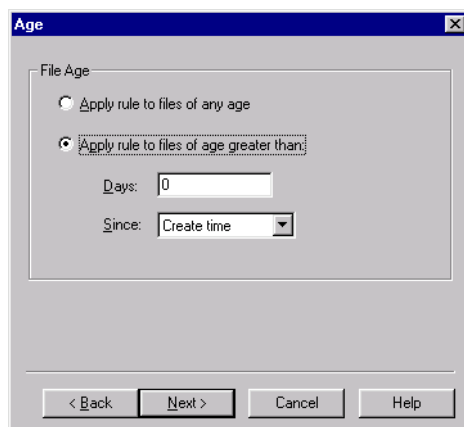 Age
File Age
Apply rule to files of any age
Apply rule to files of age greater than:
Days: 0
Since: Create time
< Back Next > Cancel Help